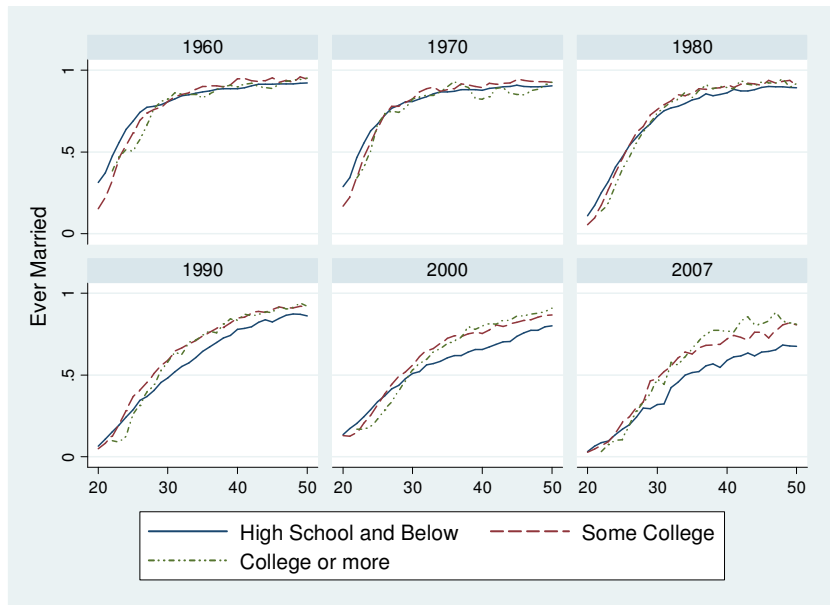 1960 1970 1980
1
.5
0
1990 2000 2007
1
.5
0
20 30 40 50 20 30 40 50 20 30 40 50
Ever Married
High School and Below Some College
College or more